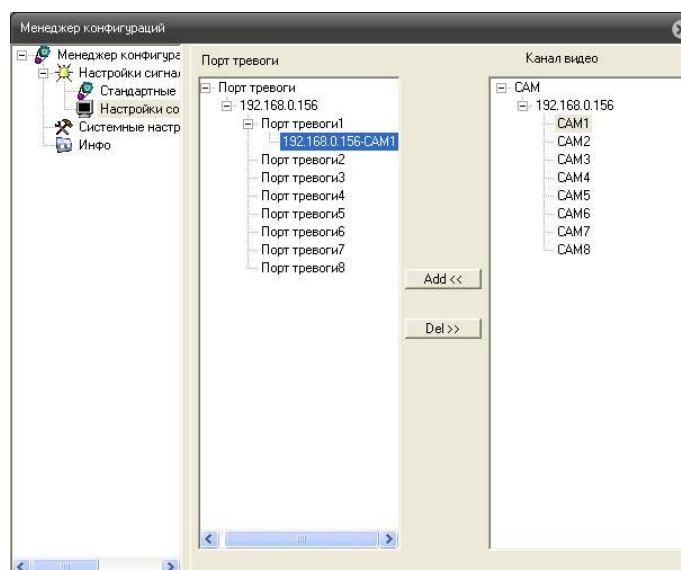 Менеджер конфигураций
Менеджер конфигура
Настройки сигнал
Стандартные
Настройки со
Системные настр
Инфо
Порт тревоги
Порт тревоги
192.168.0.156
Порт тревоги1
192.168.0.156-CAM1
Порт тревоги2
Порт тревоги3
Порт тревоги4
Порт тревоги5
Порт тревоги6
Порт тревоги7
Порт тревоги8
Add <<
Del >>
Канал видео
CAM
192.168.0.156
CAM1
CAM2
CAM3
CAM4
CAM5
CAM6
CAM7
CAM8